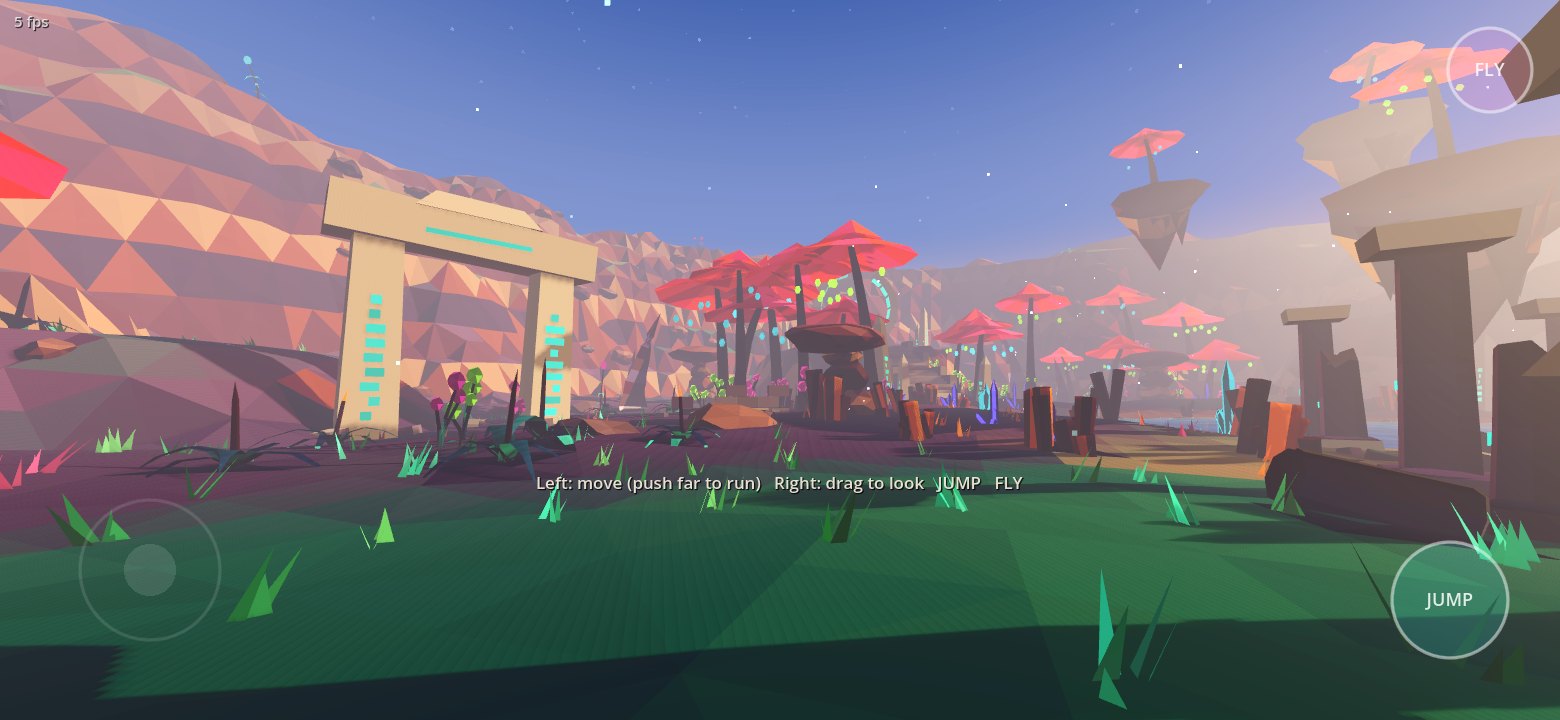 5 fps
FLY
Left: move (push far to run)   Right: drag to look   JUMP   FLY
JUMP